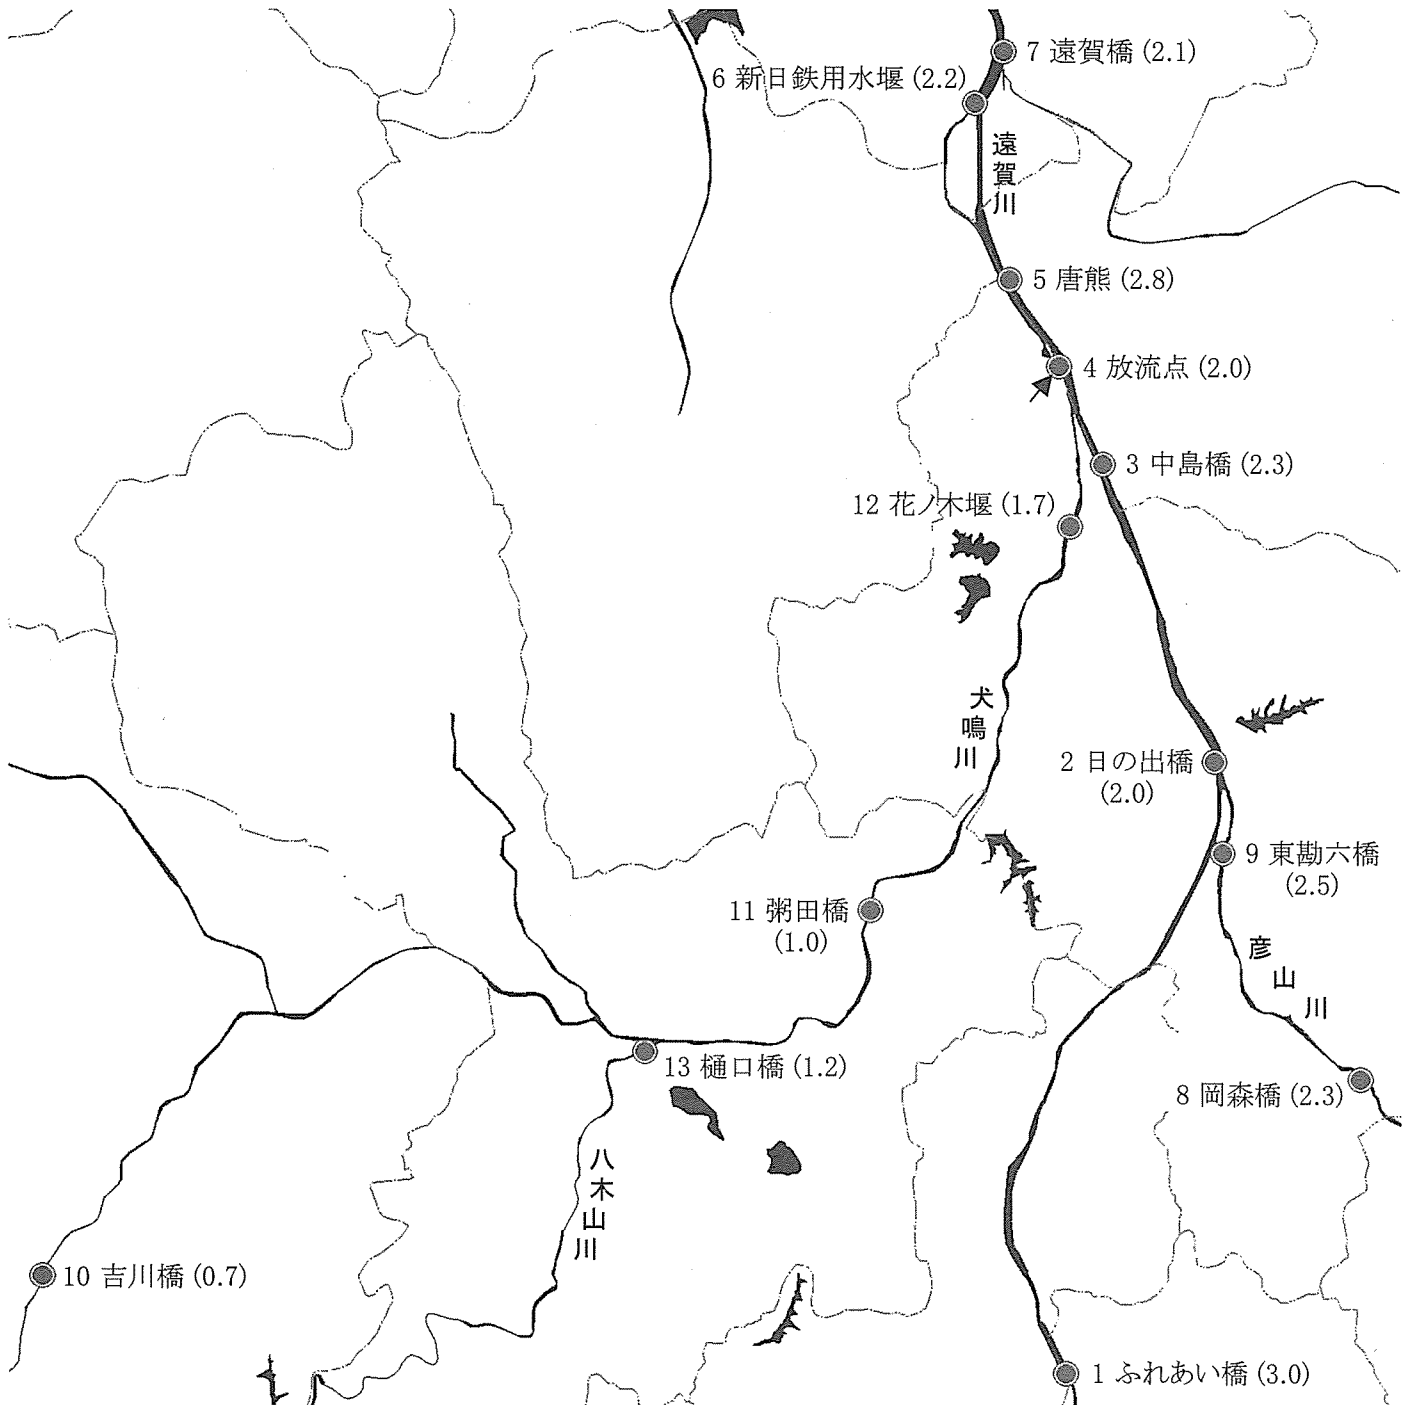 7 遠賀橋 (2.1)
6 新日鉄用水堰 (2.2)
遠賀川
5 唐熊 (2.8)
4 放流点 (2.0)
3 中島橋 (2.3)
12 花ノ木堰 (1.7)
犬鳴川
2 日の出橋
(2.0)
9 東勘六橋
(2.5)
11 粥田橋
(1.0)
彦山川
13 樋口橋 (1.2)
8 岡森橋 (2.3)
八木山川
10 吉川橋 (0.7)
1 ふれあい橋 (3.0)